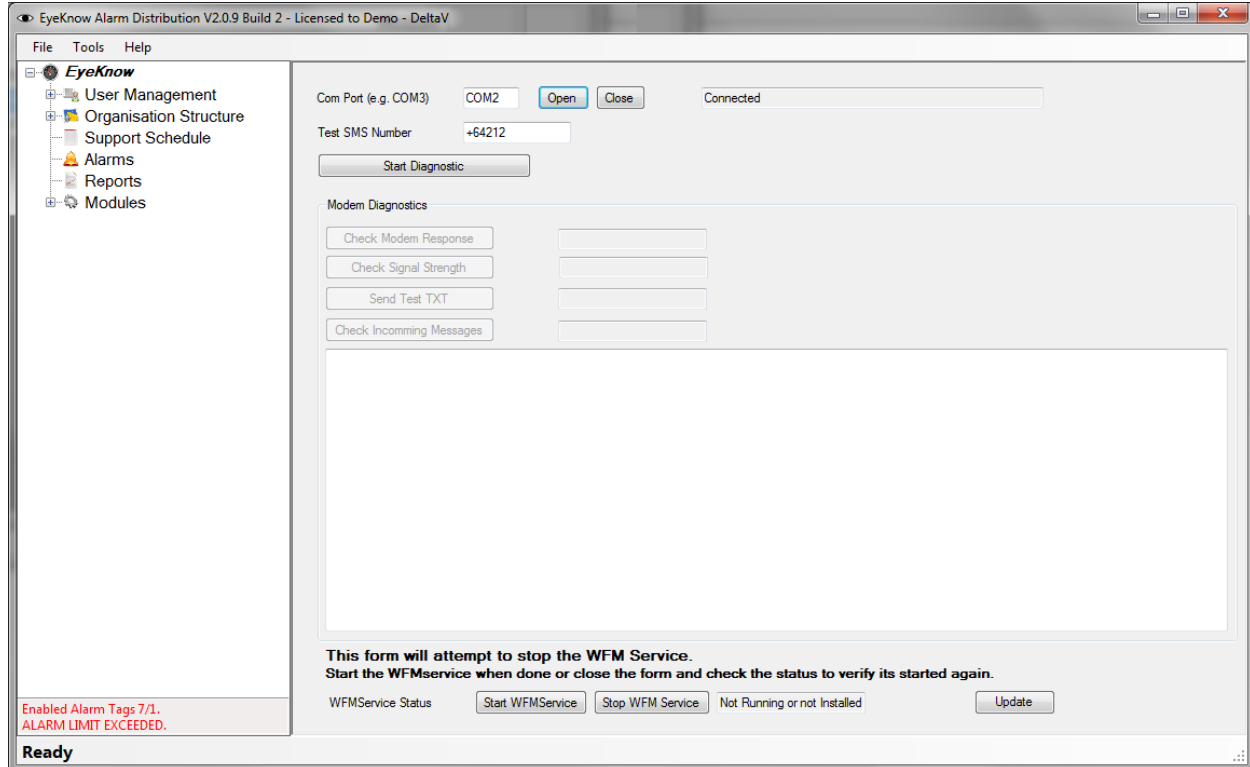 EyeKnow Alarm Distribution V2.0.9 Build 2 - Licensed to Demo - DeltaV
File Tools Help
EyeKnow
User Management
Organisation Structure
Support Schedule
Alarms
Reports
Modules
Enabled Alarm Tags 7/1.
ALARM LIMIT EXCEEDED.
Com Port (e.g. COM3) COM2 Open Close Connected
Test SMS Number +64212
Start Diagnostic
Modem Diagnostics
Check Modem Response
Check Signal Strength
Send Test TXT
Check Incomming Messages
This form will attempt to stop the WFM Service.
Start the WFMservice when done or close the form and check the status to verify its started again.
WFMService Status Start WFMService Stop WFM Service Not Running or not Installed Update
Ready